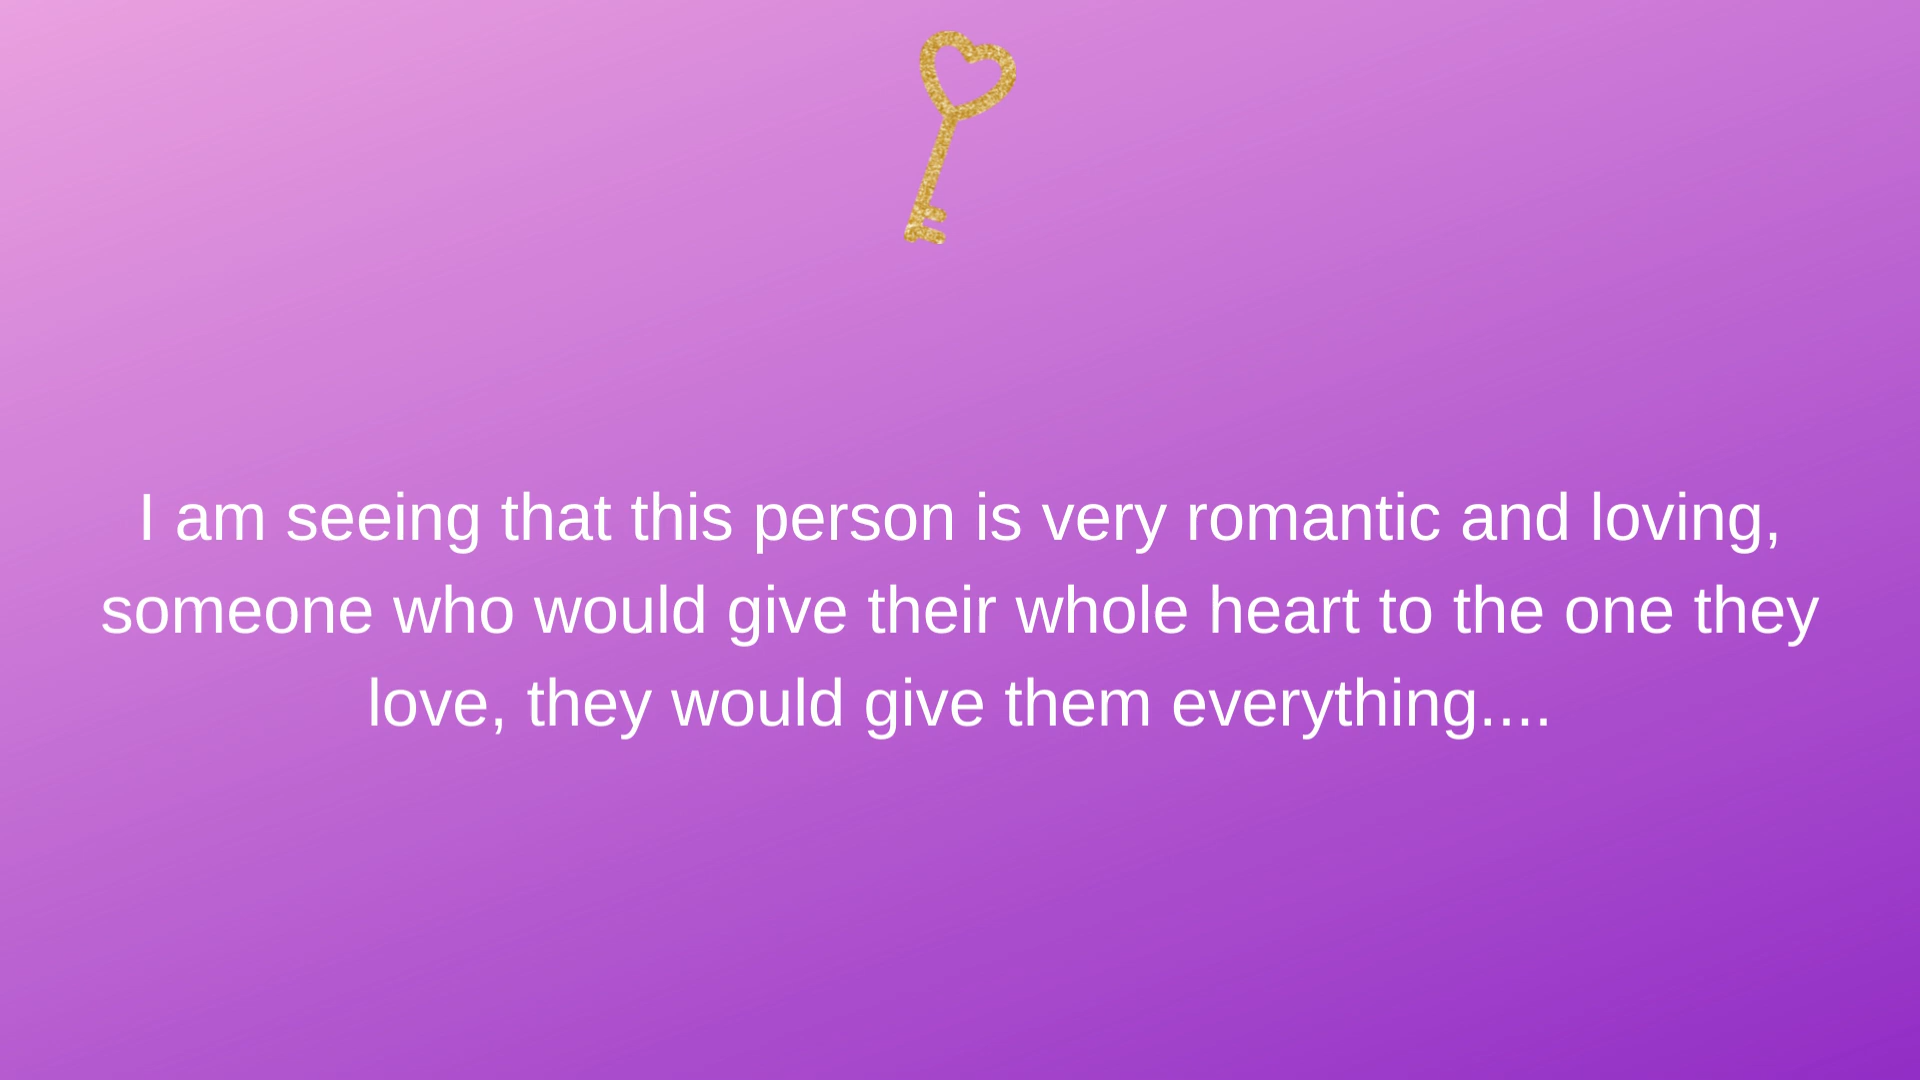 I am seeing that this person is very romantic and loving,
someone who would give their whole heart to the one they
love, they would give them everything....